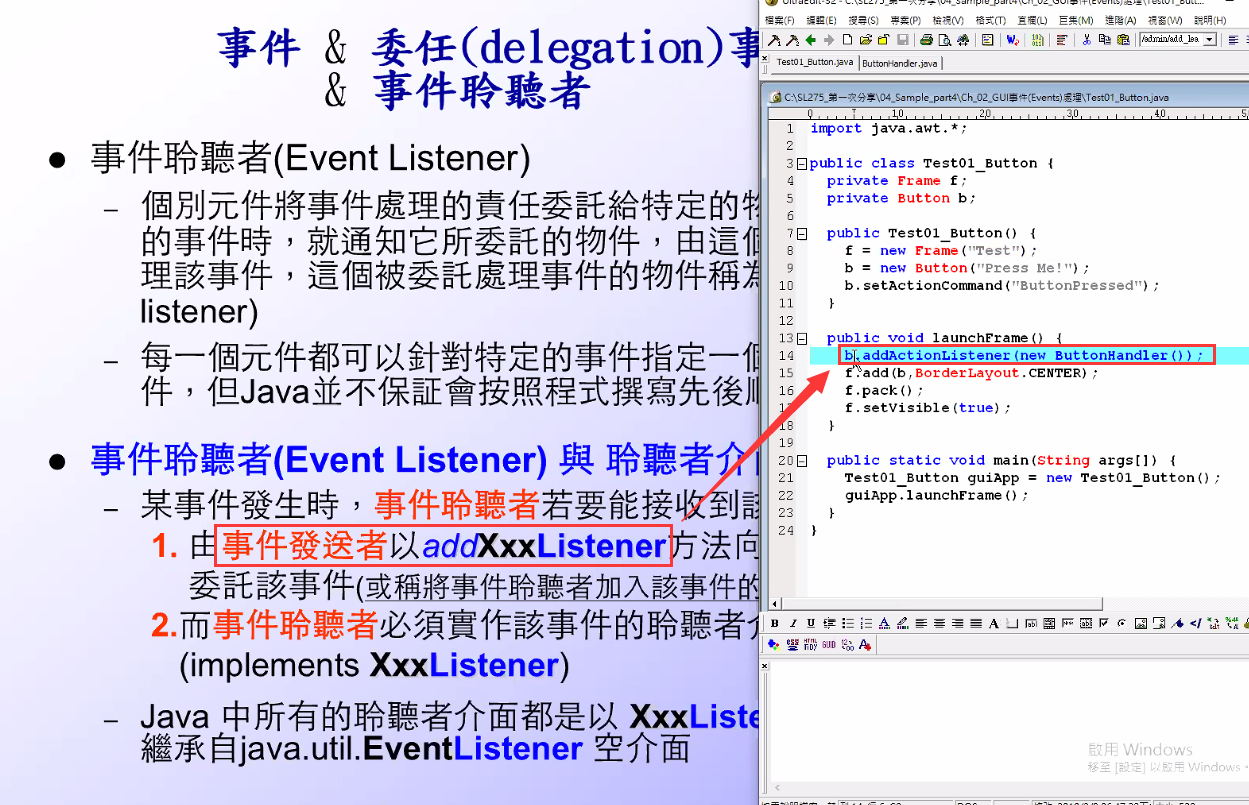 事件 & 委任(delegation)事
& 事件聆聽者
● 事件聆聽者(Event Listener)
– 個別元件將事件處理的責任委託給特定的物
的事件時，就通知它所委託的物件，由這個
理該事件，這個被委託處理事件的物件稱為
listener)
– 每一個元件都可以針對特定的事件指定一個
件，但Java並不保証會按照程式撰寫先後順
● 事件聆聽者(Event Listener) 與 聆聽者介
– 某事件發生時，事件聆聽者若要能接收到該
1. 由事件發送者以addXxxListener方法向
委託該事件(或稱將事件聆聽者加入該事件的
2.而事件聆聽者必須實作該事件的聆聽者介
(implements XxxListener)
– Java 中所有的聆聽者介面都是以 XxxListe
繼承自java.util.EventListener 空介面
UltraEdit-32 - C:\SL275_第一次分享\04_Sample_part4\Ch_02_GUI事件(Events)處理\Test01_But...
檔案(F) 編輯(E) 搜尋(S) 專案(P) 檢視(V) 格式(T) 直欄(L) 巨集(M) 進階(A) 視窗(W) 說明(H)
/admin/add_lea
Test01_Button.java ButtonHandler.java
C:\SL275_第一次分享\04_Sample_part4\Ch_02_GUI事件(Events)處理\Test01_Button.java
0 10 20 30 40 5
1 import java.awt.*;
2
3 public class Test01_Button {
4 private Frame f;
5 private Button b;
6
7 public Test01_Button() {
8 f = new Frame("Test");
9 b = new Button("Press Me!");
10 b.setActionCommand("ButtonPressed");
11 }
12
13 public void launchFrame() {
14 b.addActionListener(new ButtonHandler());
15 f.add(b,BorderLayout.CENTER);
16 f.pack();
17 f.setVisible(true);
18 }
19
20 public static void main(String args[]) {
21 Test01_Button guiApp = new Test01_Button();
22 guiApp.launchFrame();
23 }
24 }
B I U
HTML TIDY GUID
啟用 Windows
移至 [設定] 以啟用 Windows。